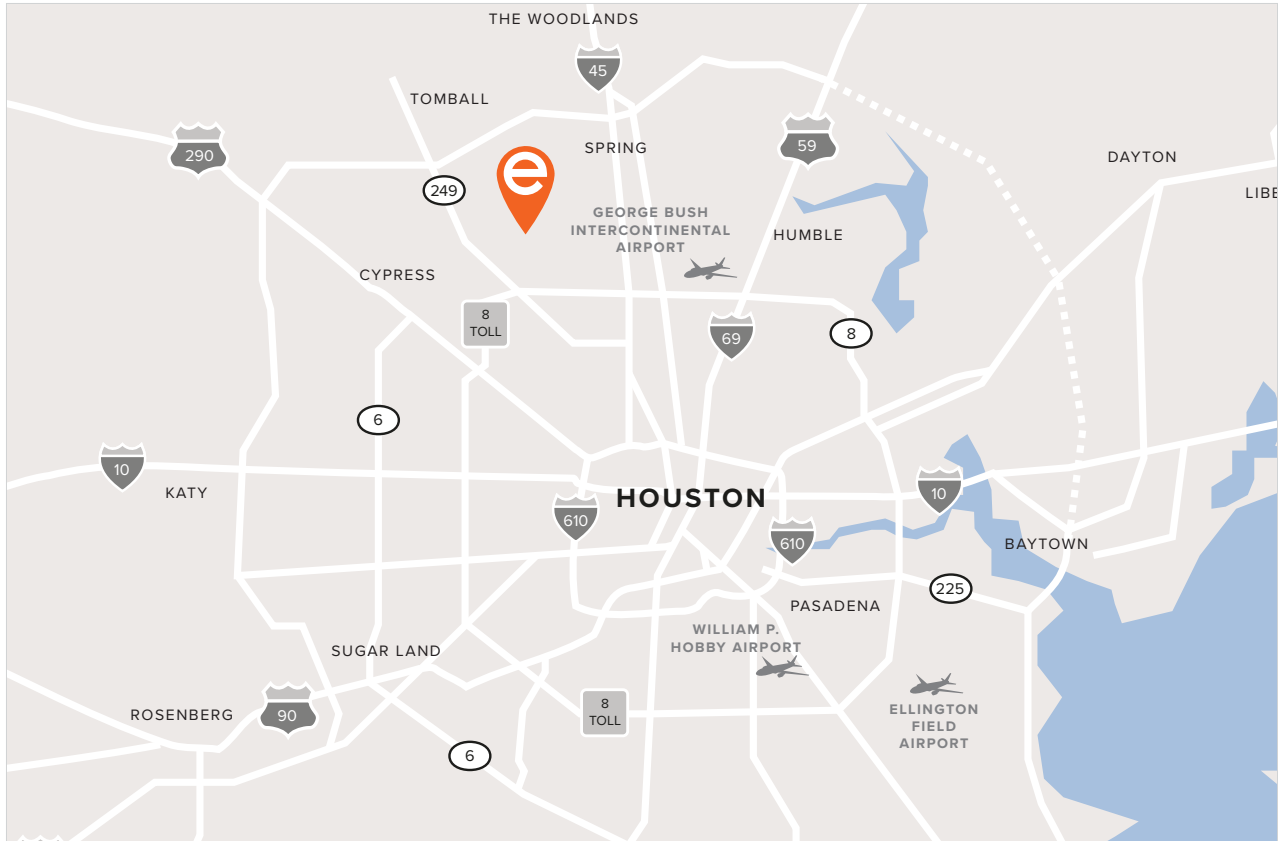 THE WOODLANDS
45
TOMBALL
290
SPRING
59
DAYTON
249
e
LIBE
GEORGE BUSH
INTERCONTINENTAL
AIRPORT
HUMBLE
CYPRESS
8
TOLL
69
8
6
10
KATY
HOUSTON
10
610
610
BAYTOWN
225
PASADENA
WILLIAM P.
HOBBY AIRPORT
SUGAR LAND
ROSENBERG
90
8
TOLL
ELLINGTON
FIELD
AIRPORT
6